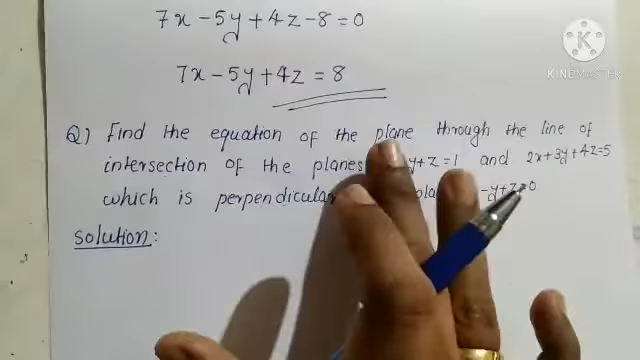 7x - 5y + 4z - 8 = 0
7x - 5y + 4z = 8
Q) Find the equation of the plane through the line of
intersection of the planes y + z = 1 and 2x + 3y + 4z = 5
which is perpendicular - y + z = 0
Solution:
KINEMASTER